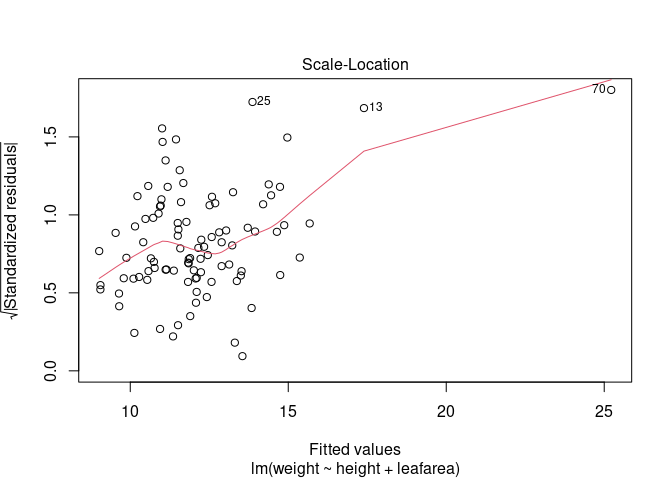 Scale-Location
√|Standardized residuals|
1.5
1.0
0.5
0.0
25
13
70
10
15
20
25
Fitted values
lm(weight ~ height + leafarea)